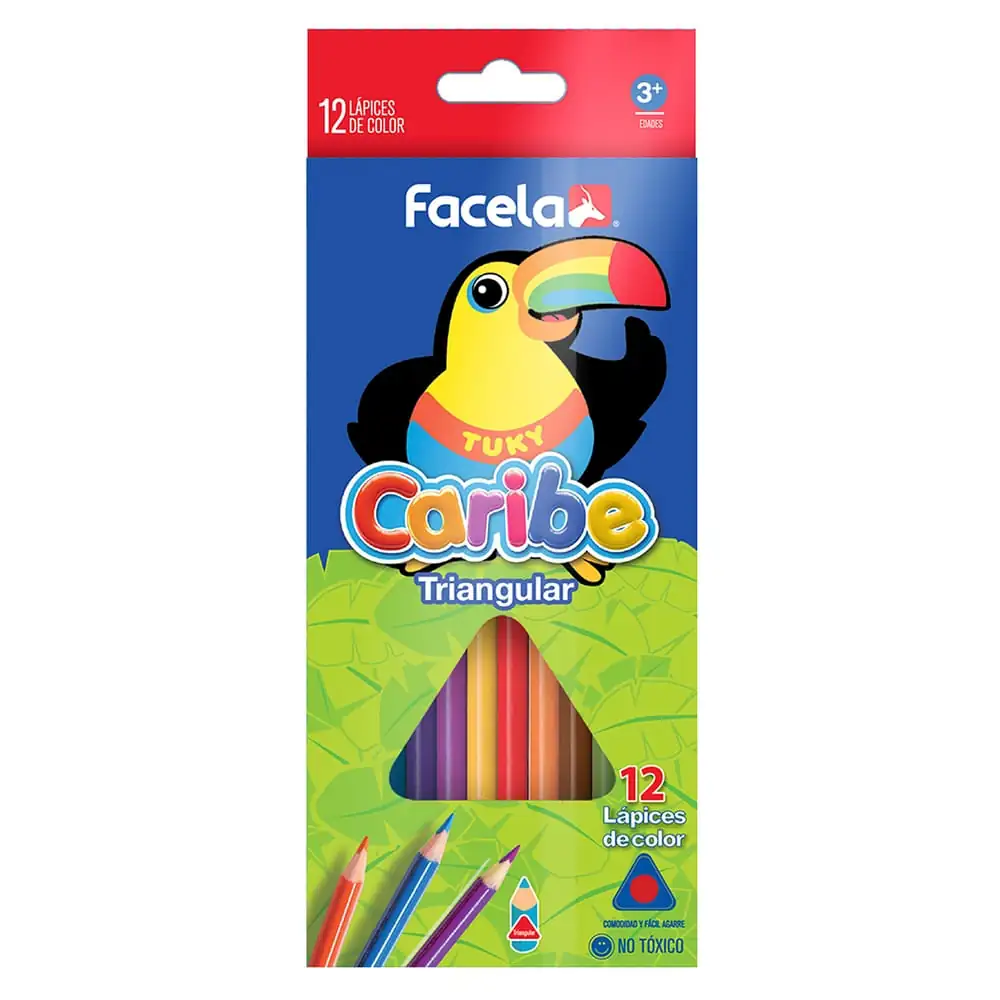 12 LÁPICES
DE COLOR
3+
EDADES
Facela®
TUKY
Caribe
Triangular
12
Lápices
de color
Triangular
COMODIDAD Y FÁCIL AGARRE
NO TÓXICO